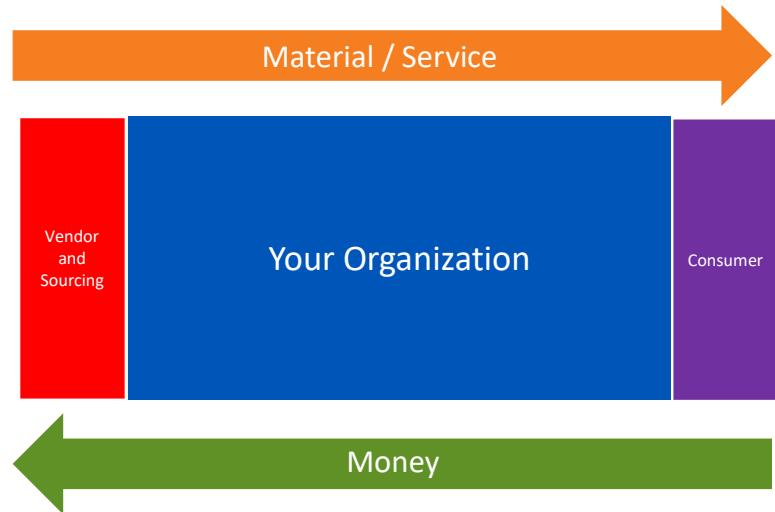 Material / Service
Vendor
and
Sourcing
Your Organization
Consumer
Money